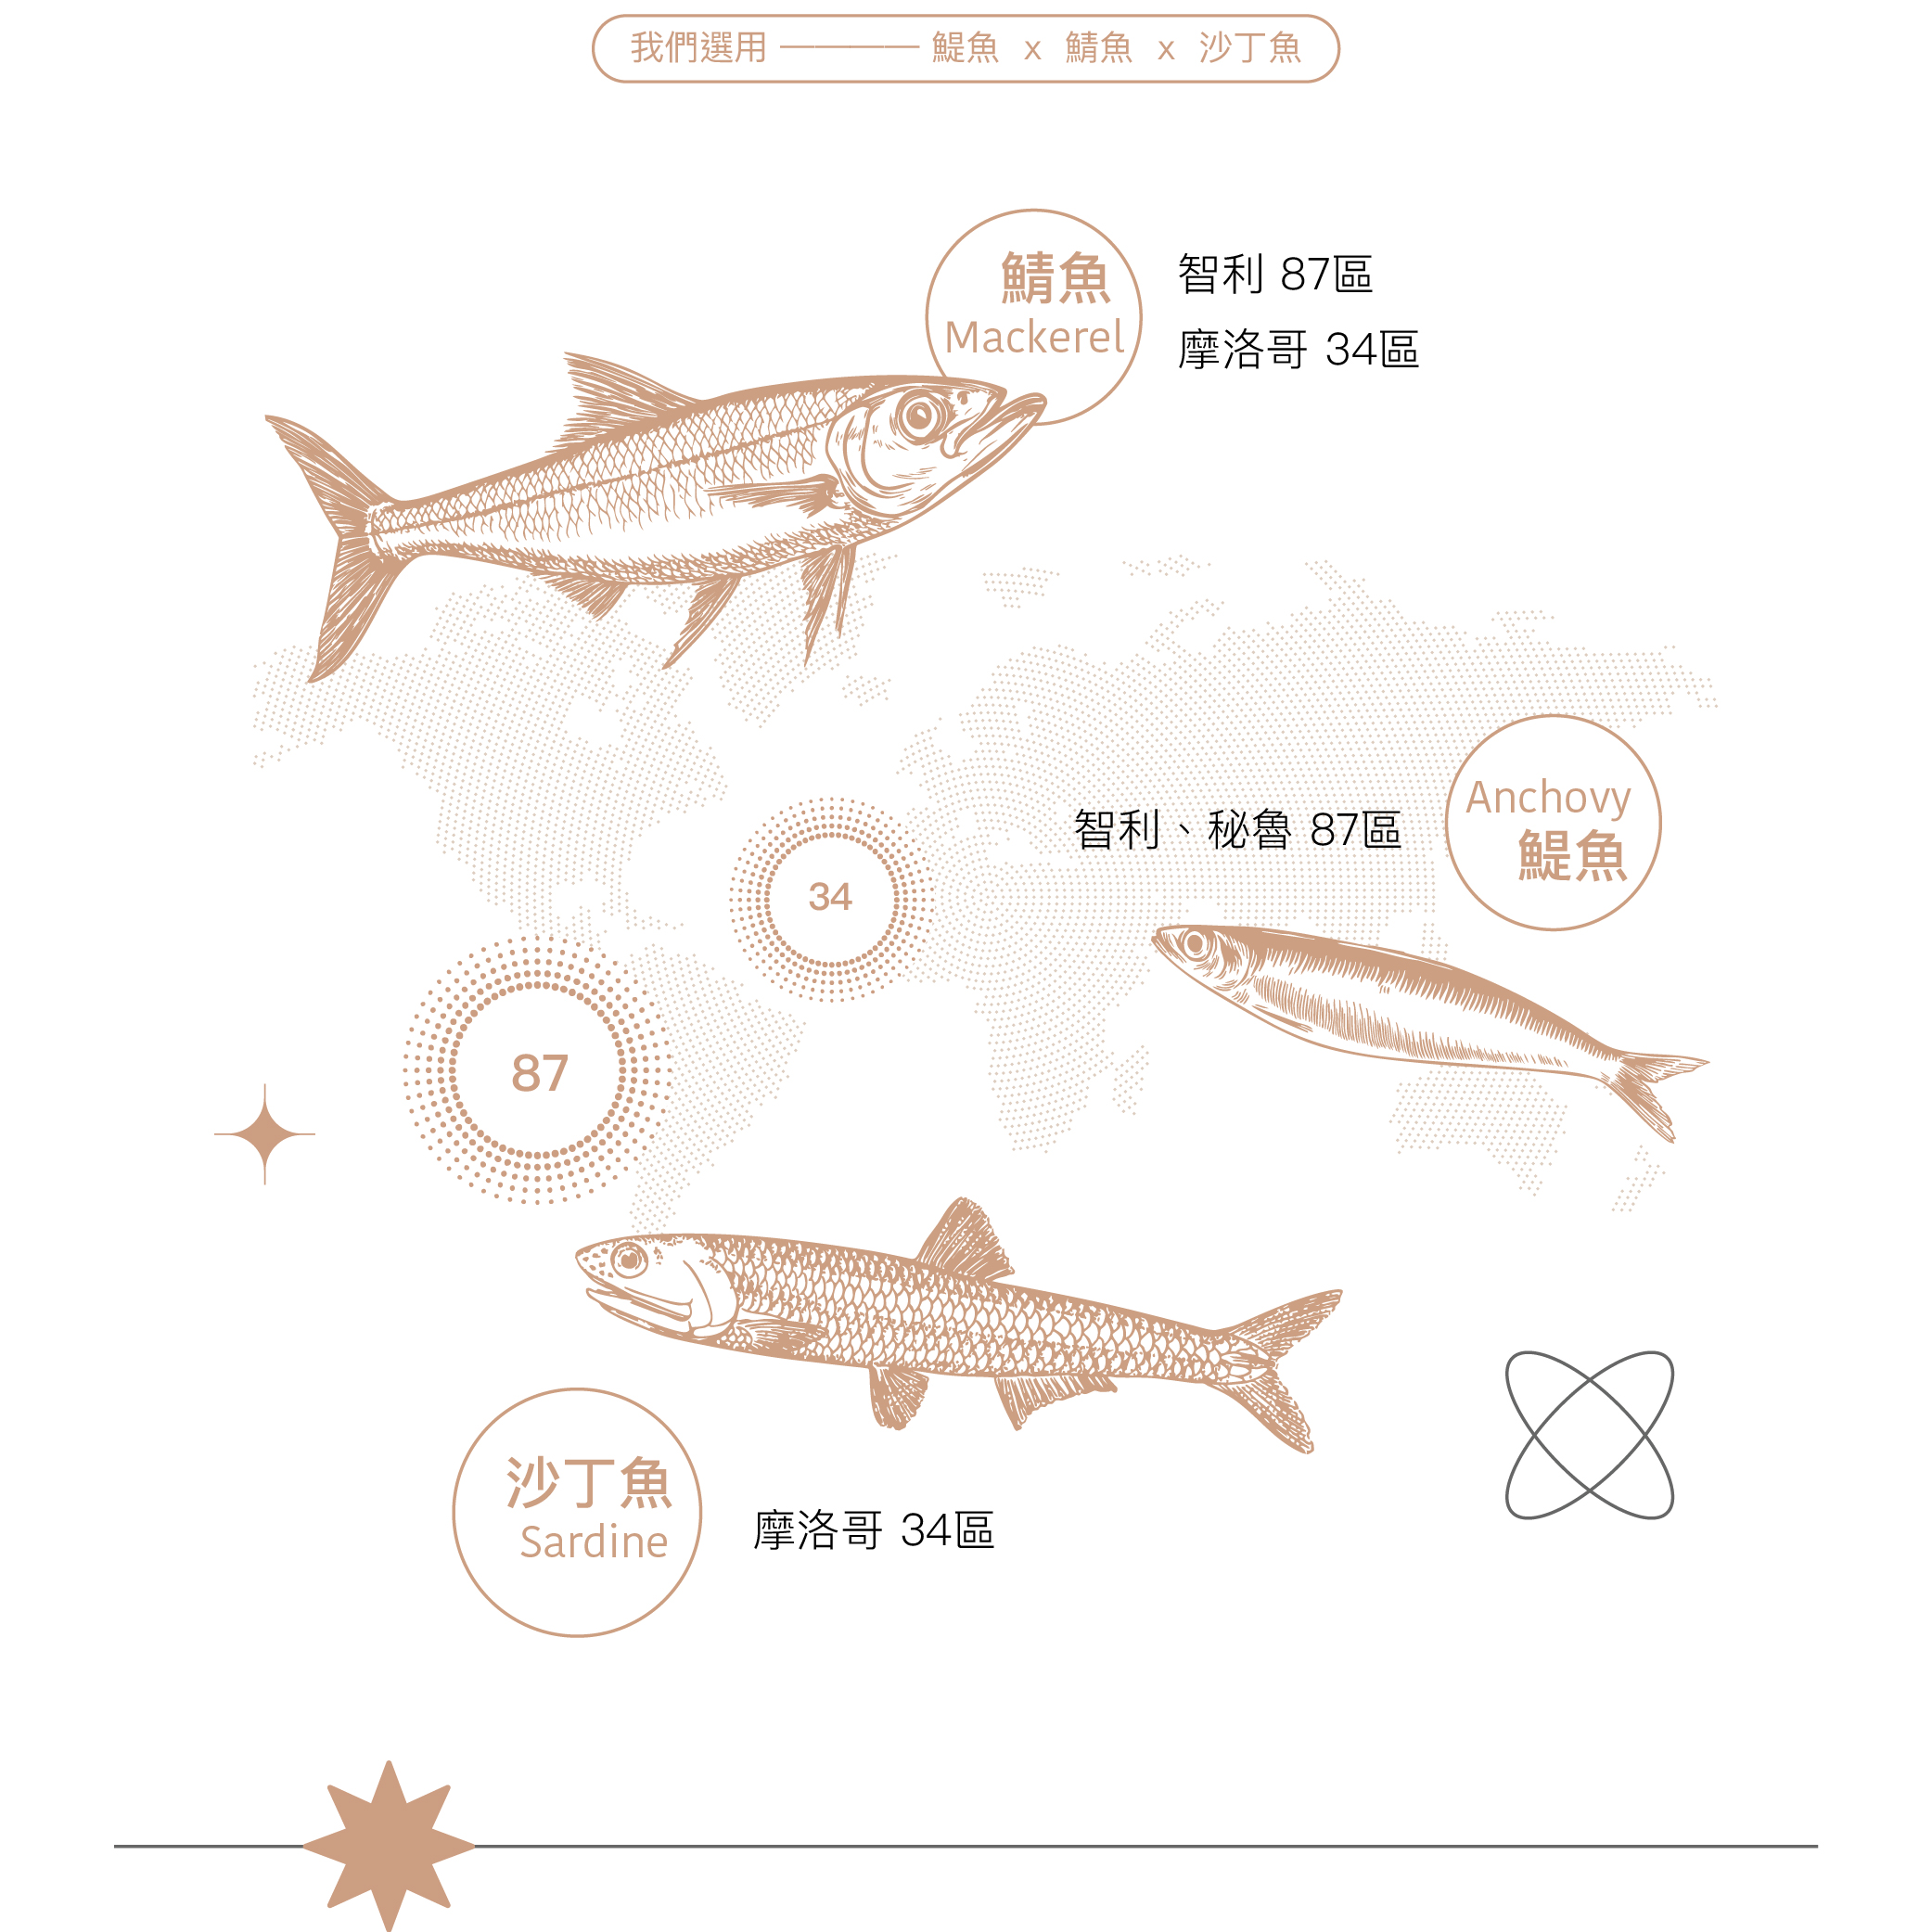 我們選用 ———— 鯷魚 x 鯖魚 x 沙丁魚
鯖魚
Mackerel
智利 87區
摩洛哥 34區
Anchovy
鯷魚
智利、秘魯 87區
34
87
沙丁魚
Sardine
摩洛哥 34區